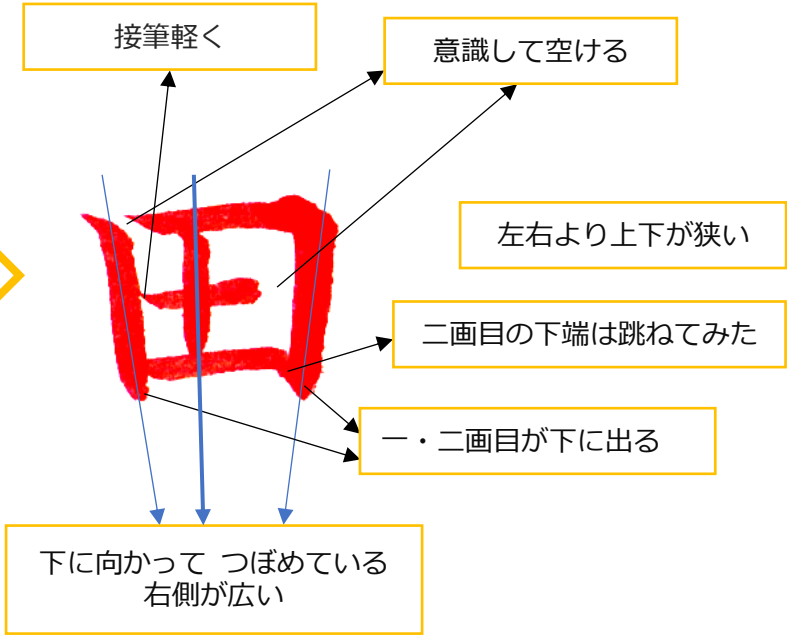 接筆軽く
意識して空ける
田
左右より上下が狭い
二画目の下端は跳ねてみた
一・二画目が下に出る
下に向かって つぼめている
右側が広い